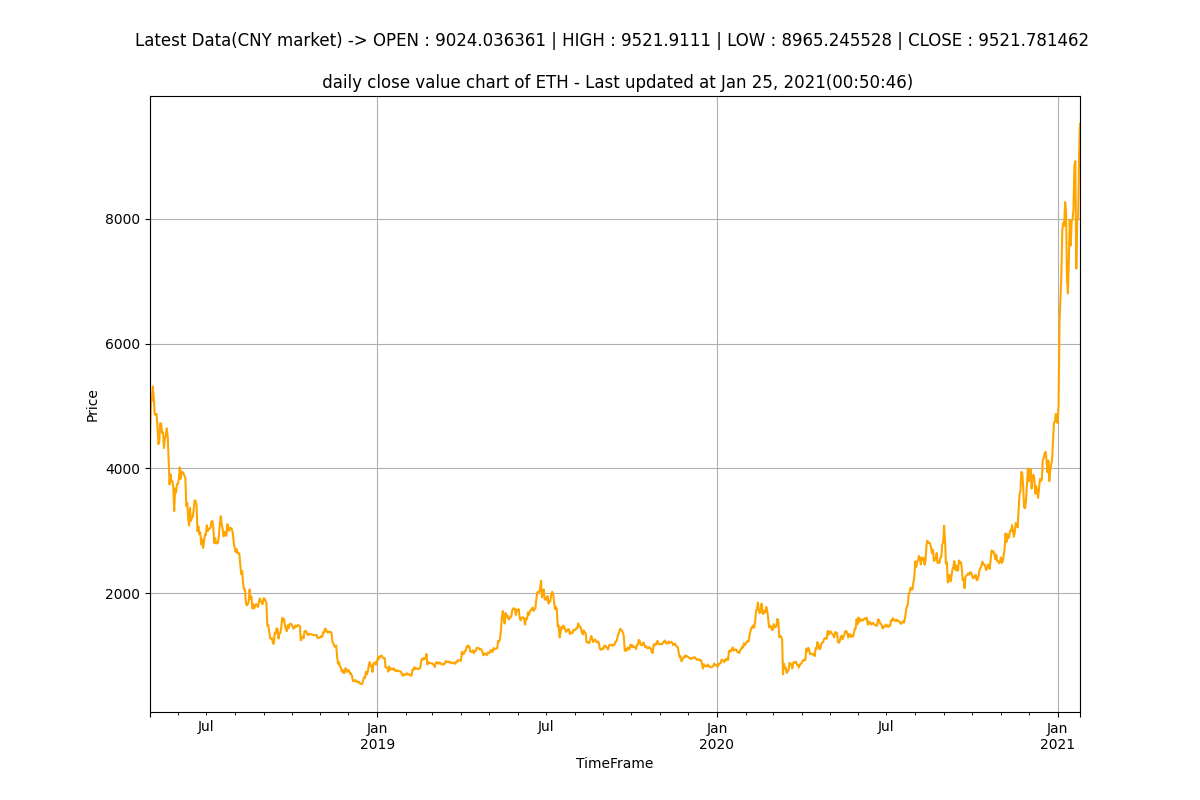 Latest Data(CNY market) -> OPEN : 9024.036361 | HIGH : 9521.9111 | LOW : 8965.245528 | CLOSE : 9521.781462
daily close value chart of ETH - Last updated at Jan 25, 2021(00:50:46)
8000
6000
Price
4000
2000
Jul
Jan
2019
Jul
Jan
2020
Jul
Jan
2021
TimeFrame